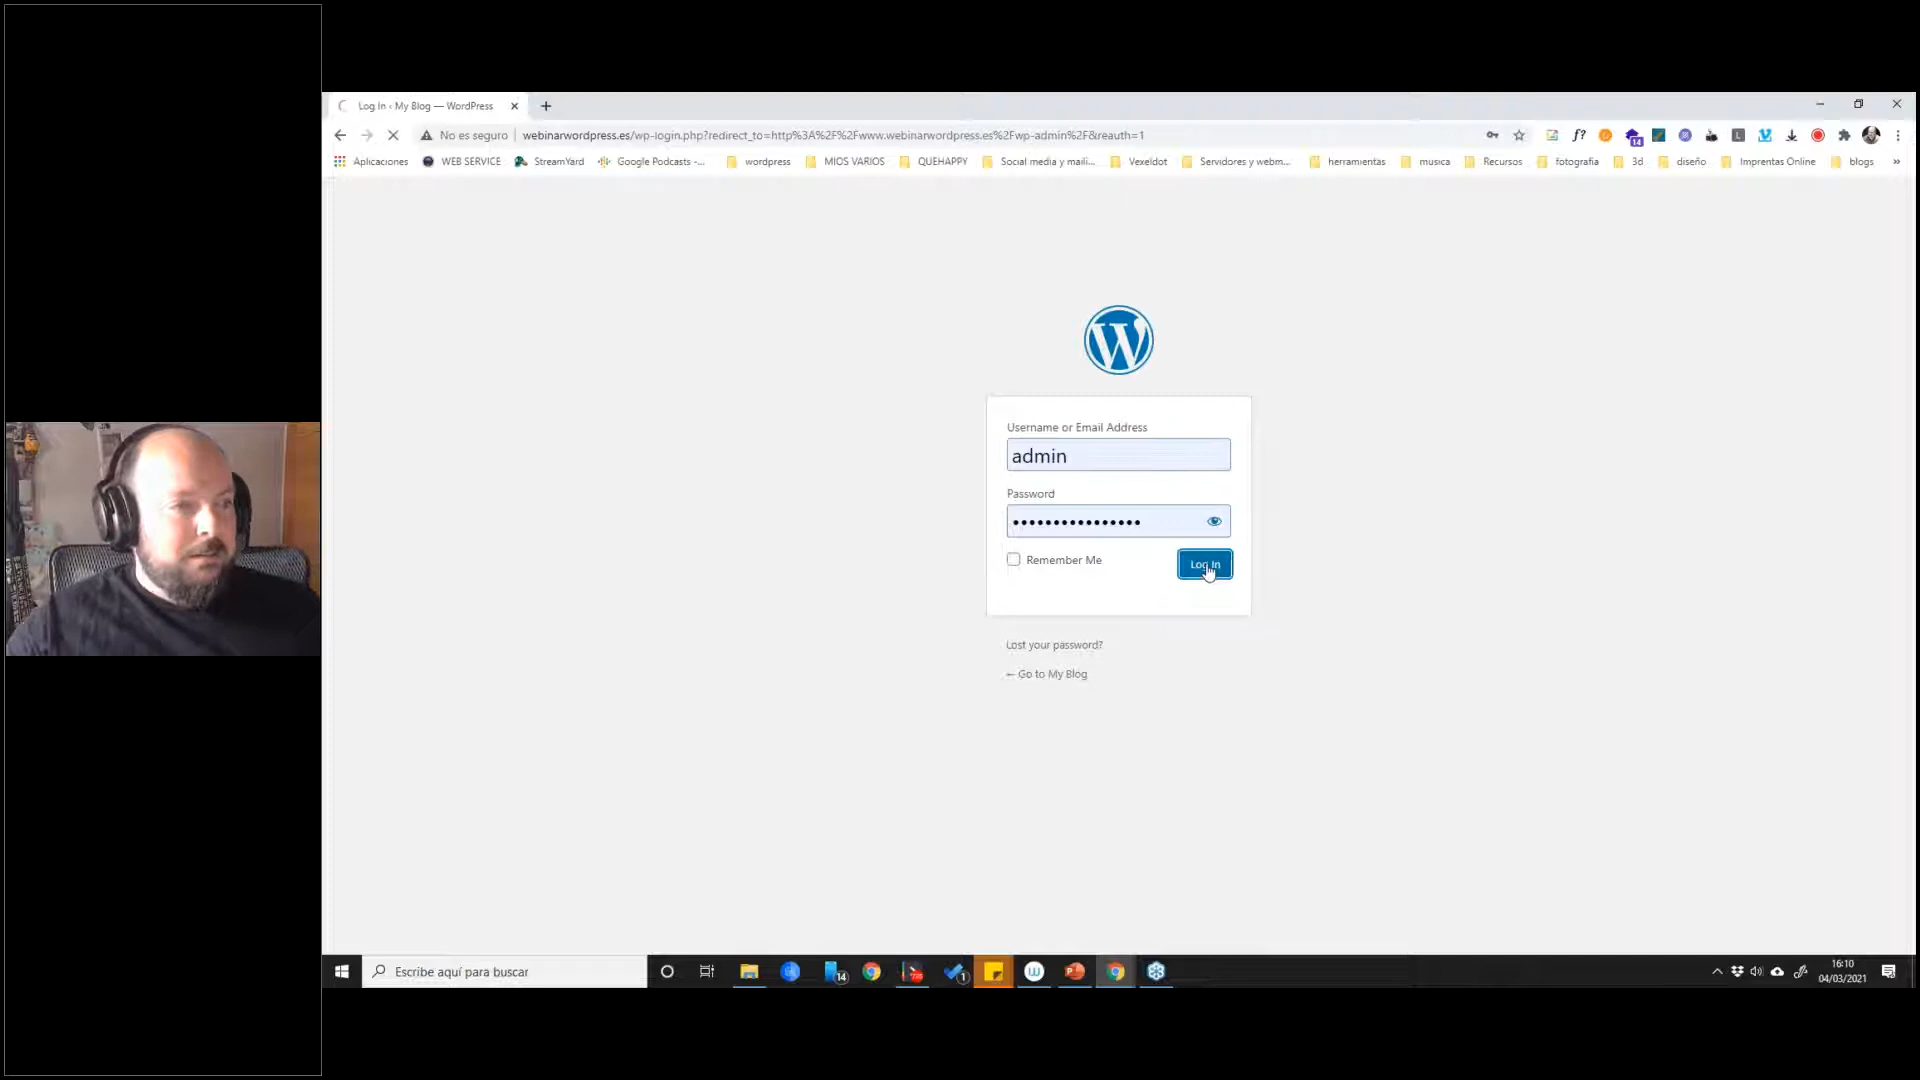 Log In ‹ My Blog — WordPress
No es seguro
webinarwordpress.es/wp-login.php?redirect_to=http%3A%2F%2Fwww.webinarwordpress.es%2Fwp-admin%2F&reauth=1
f?
14
L
Aplicaciones
WEB SERVICE
StreamYard
Google Podcasts -...
wordpress
MIOS VARIOS
QUEHAPPY
Social media y maili...
Vexeldot
Servidores y webm...
herramientas
musica
Recursos
fotografia
3d
diseño
Imprentas Online
blogs
»
Username or Email Address
admin
Password
Remember Me
Log In
Lost your password?
← Go to My Blog
Escribe aquí para buscar
14
1
16:10
04/03/2021